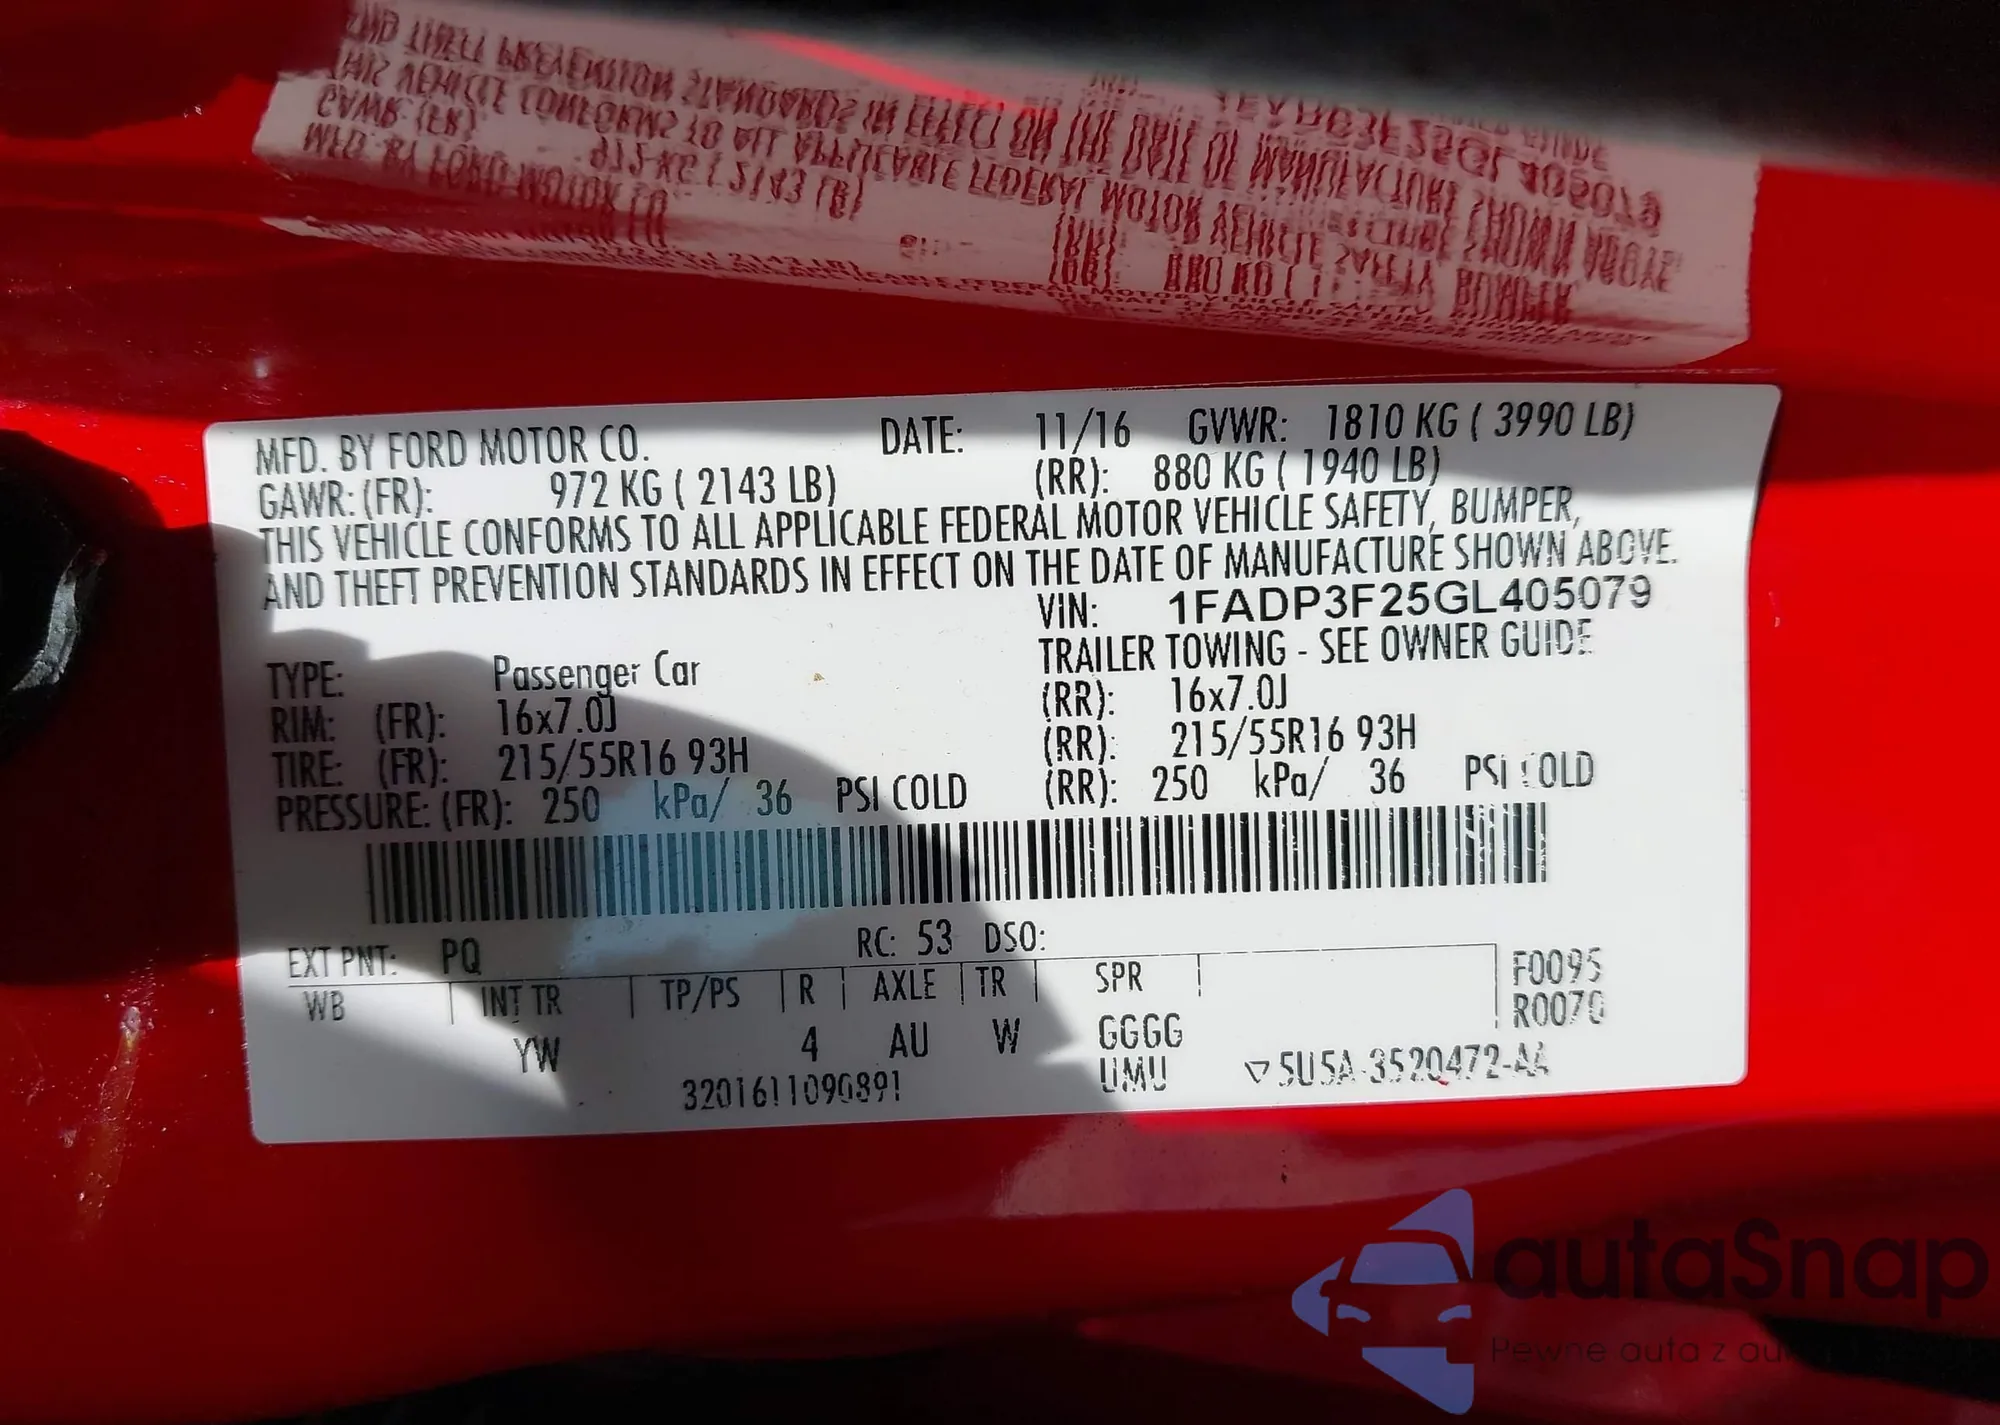 MFD. BY FORD MOTOR CO. DATE: 11/16 GVWR: 1810 KG ( 3990 LB)
GAWR: (FR): 972 KG ( 2143 LB) (RR): 880 KG ( 1940 LB)
THIS VEHICLE CONFORMS TO ALL APPLICABLE FEDERAL MOTOR VEHICLE SAFETY, BUMPER,
AND THEFT PREVENTION STANDARDS IN EFFECT ON THE DATE OF MANUFACTURE SHOWN ABOVE.
VIN: 1FADP3F25GL405079
TRAILER TOWING - SEE OWNER GUIDE
TYPE: Passenger Car
RIM: (FR): 16x7.0J (RR): 16x7.0J
TIRE: (FR): 215/55R16 93H (RR): 215/55R16 93H
PRESSURE: (FR): 250 kPa/ 36 PSI COLD (RR): 250 kPa/ 36 PSI COLD
EXT PNT: PQ RC: 53 DSO:
WB INT TR TP/PS R AXLE TR SPR F0095
R0070
YW 4 AU W GGGG
UMU ▽5U5A-3520472-AA
3201611090891
autaSnap
Pewne auta z